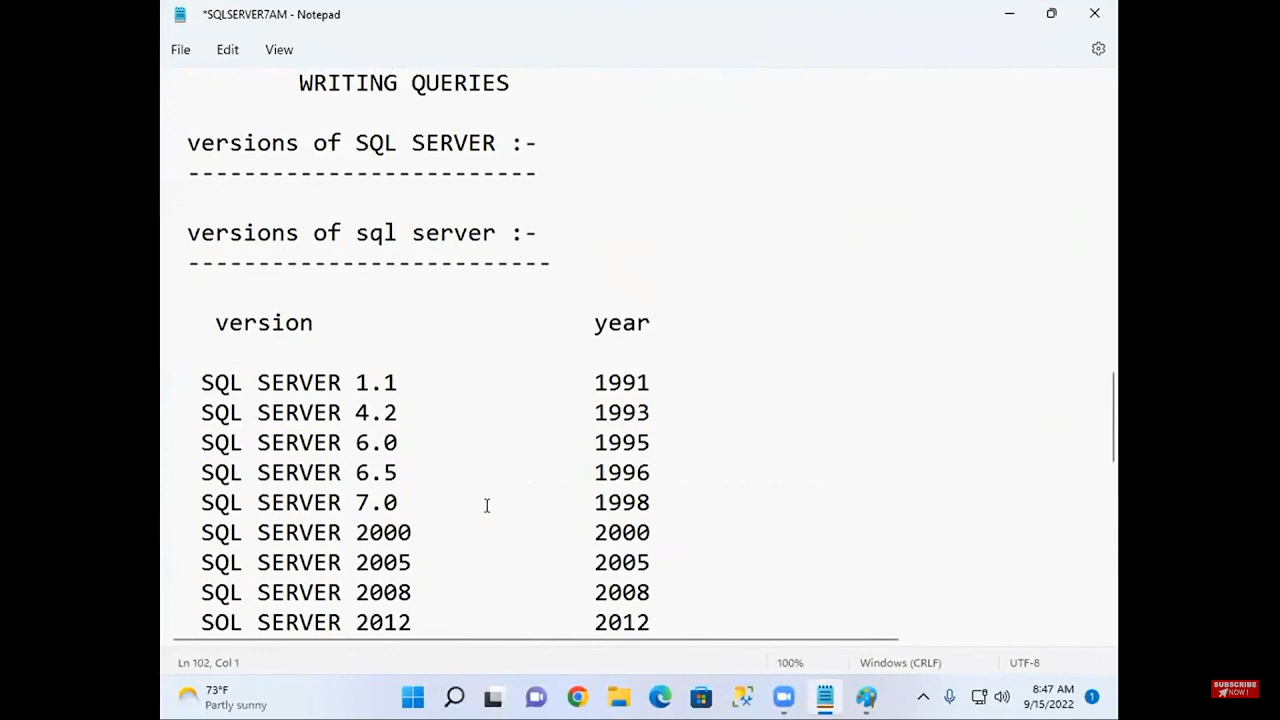 *SQLSERVER7AM - Notepad
File Edit View
WRITING QUERIES
versions of SQL SERVER :-
-------------------------
versions of sql server :-
--------------------------
version year
SQL SERVER 1.1 1991
SQL SERVER 4.2 1993
SQL SERVER 6.0 1995
SQL SERVER 6.5 1996
SQL SERVER 7.0 1998
SQL SERVER 2000 2000
SQL SERVER 2005 2005
SQL SERVER 2008 2008
SQL SERVER 2012 2012
Ln 102, Col 1 100% Windows (CRLF) UTF-8
73°F
Partly sunny
8:47 AM
9/15/2022
1
SUBSCRIBE
NOW!